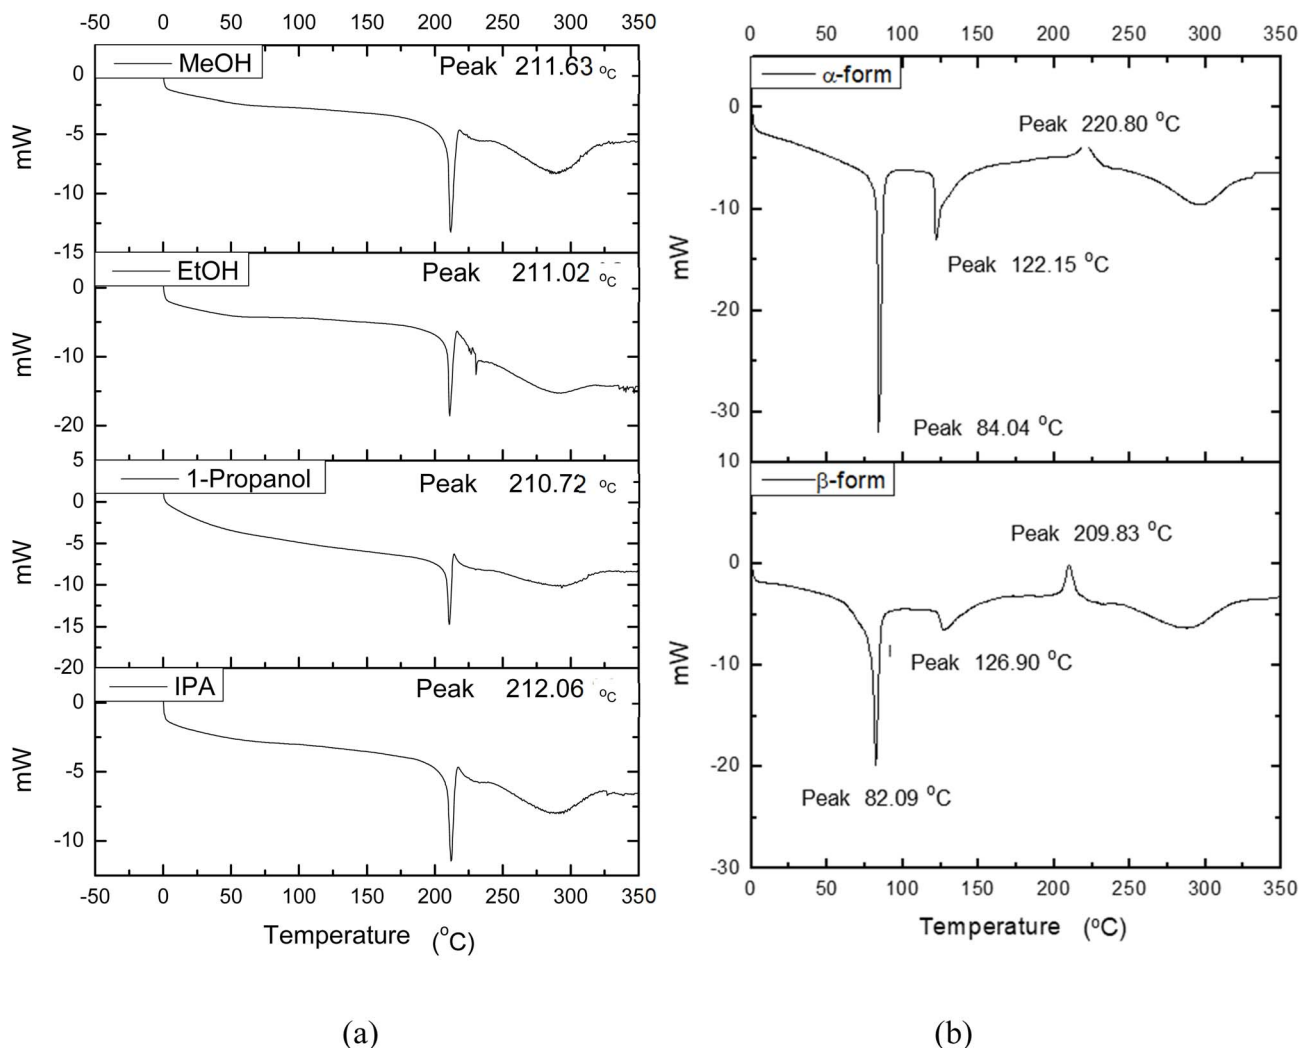 -50 0 50 100 150 200 250 300 350
MeOH
Peak 211.63 °C
0
-5
-10
-15
mW
EtOH
Peak 211.02 °C
0
-10
-20
mW
5
1-Propanol
Peak 210.72 °C
0
-5
-10
-15
-20
mW
IPA
Peak 212.06 °C
0
-5
-10
mW
-50 0 50 100 150 200 250 300 350
Temperature (°C)
(a)
0 50 100 150 200 250 300 350
α-form
0
-10
-20
-30
mW
Peak 220.80 °C
Peak 122.15 °C
Peak 84.04 °C
10
β-form
0
-10
-20
-30
mW
Peak 209.83 °C
Peak 126.90 °C
Peak 82.09 °C
0 50 100 150 200 250 300 350
Temperature (°C)
(b)